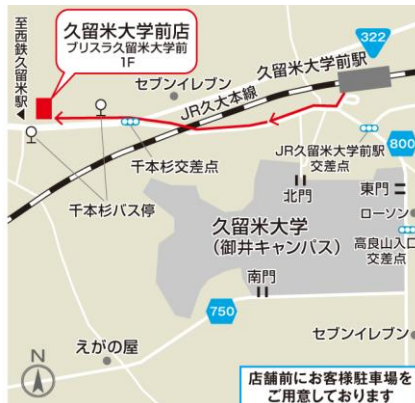 至西鉄久留米駅
久留米大学前店
ブリスラ久留米大学前
1F
セブンイレブン
久留米大学前駅
322
JR久大本線
千本杉交差点
JR久留米大学前駅
交差点
800
千本杉バス停
北門
東門
久留米大学
(御井キャンパス)
ローソン
高良山入口
交差点
南門
750
セブンイレブン
えがの屋
N
店舗前にお客様駐車場を
ご用意しております